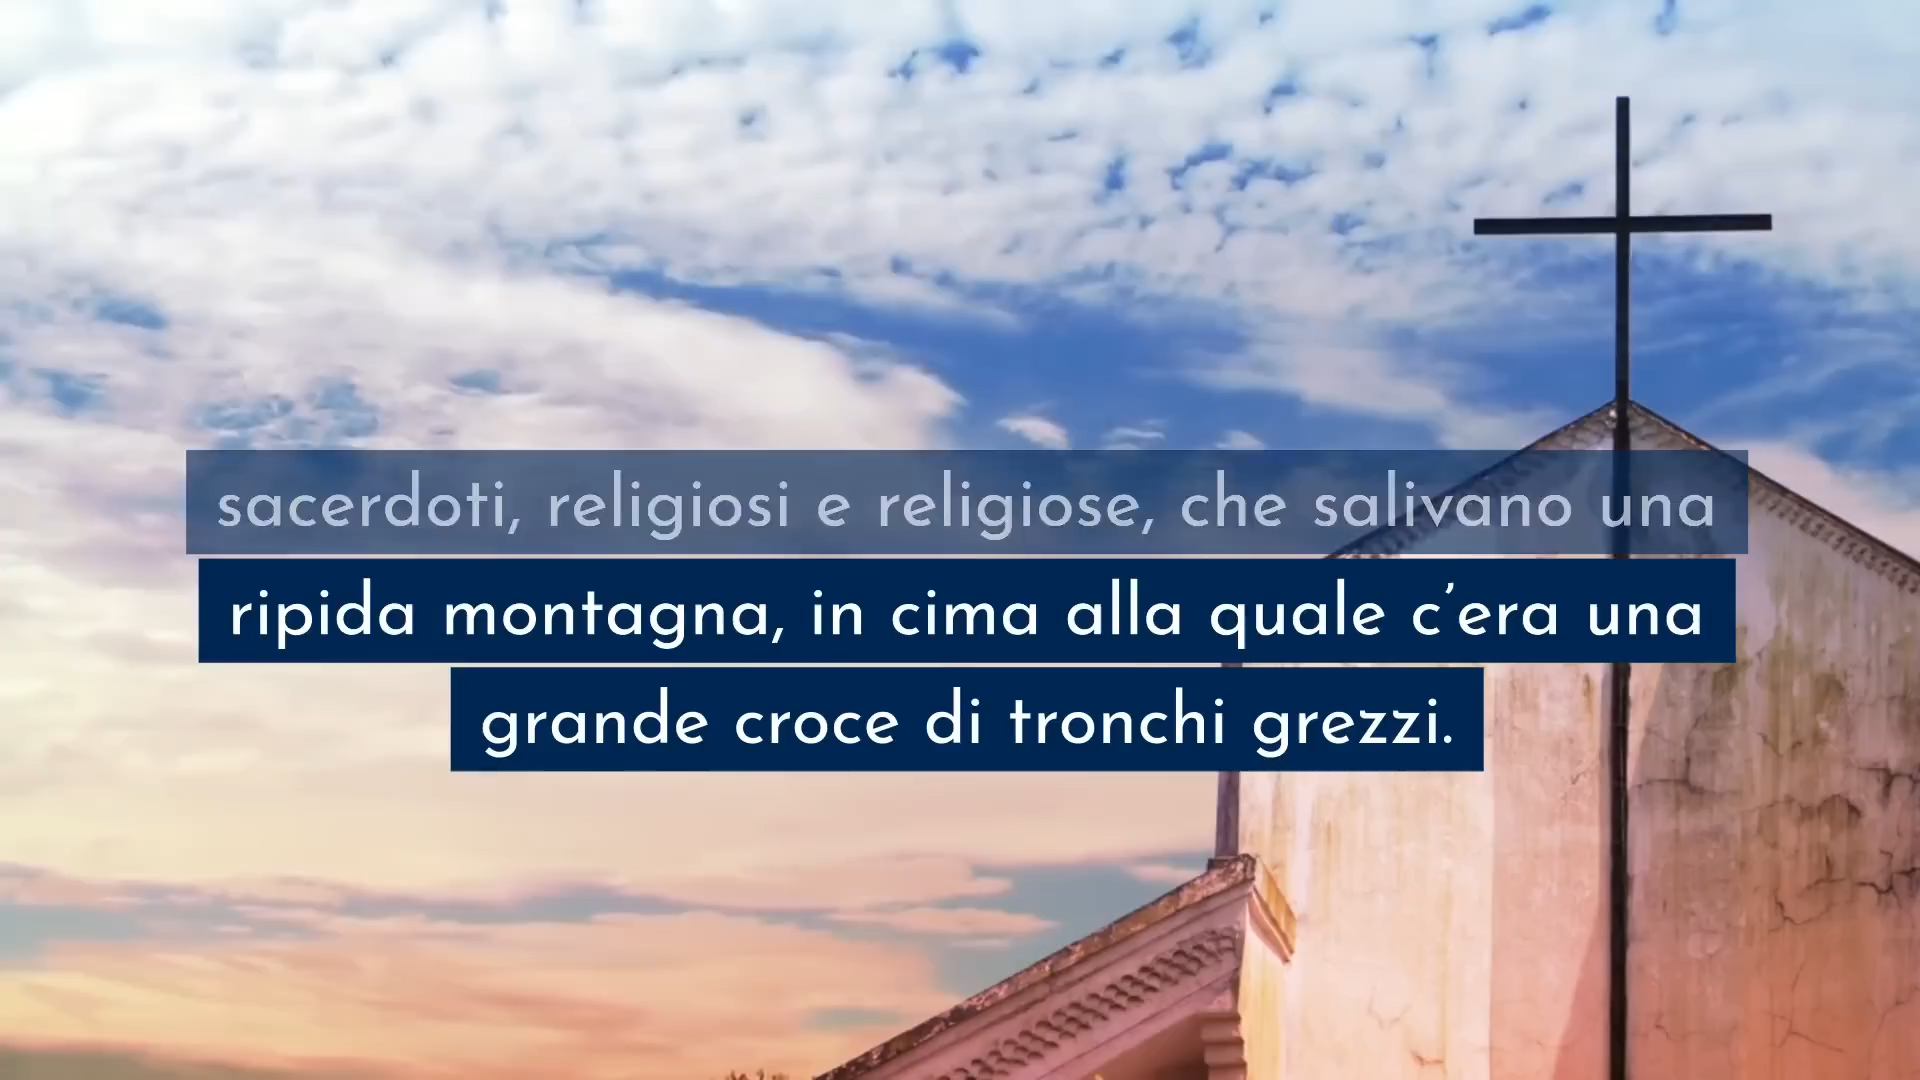 sacerdoti, religiosi e religiose, che salivano una
ripida montagna, in cima alla quale c’era una
grande croce di tronchi grezzi.